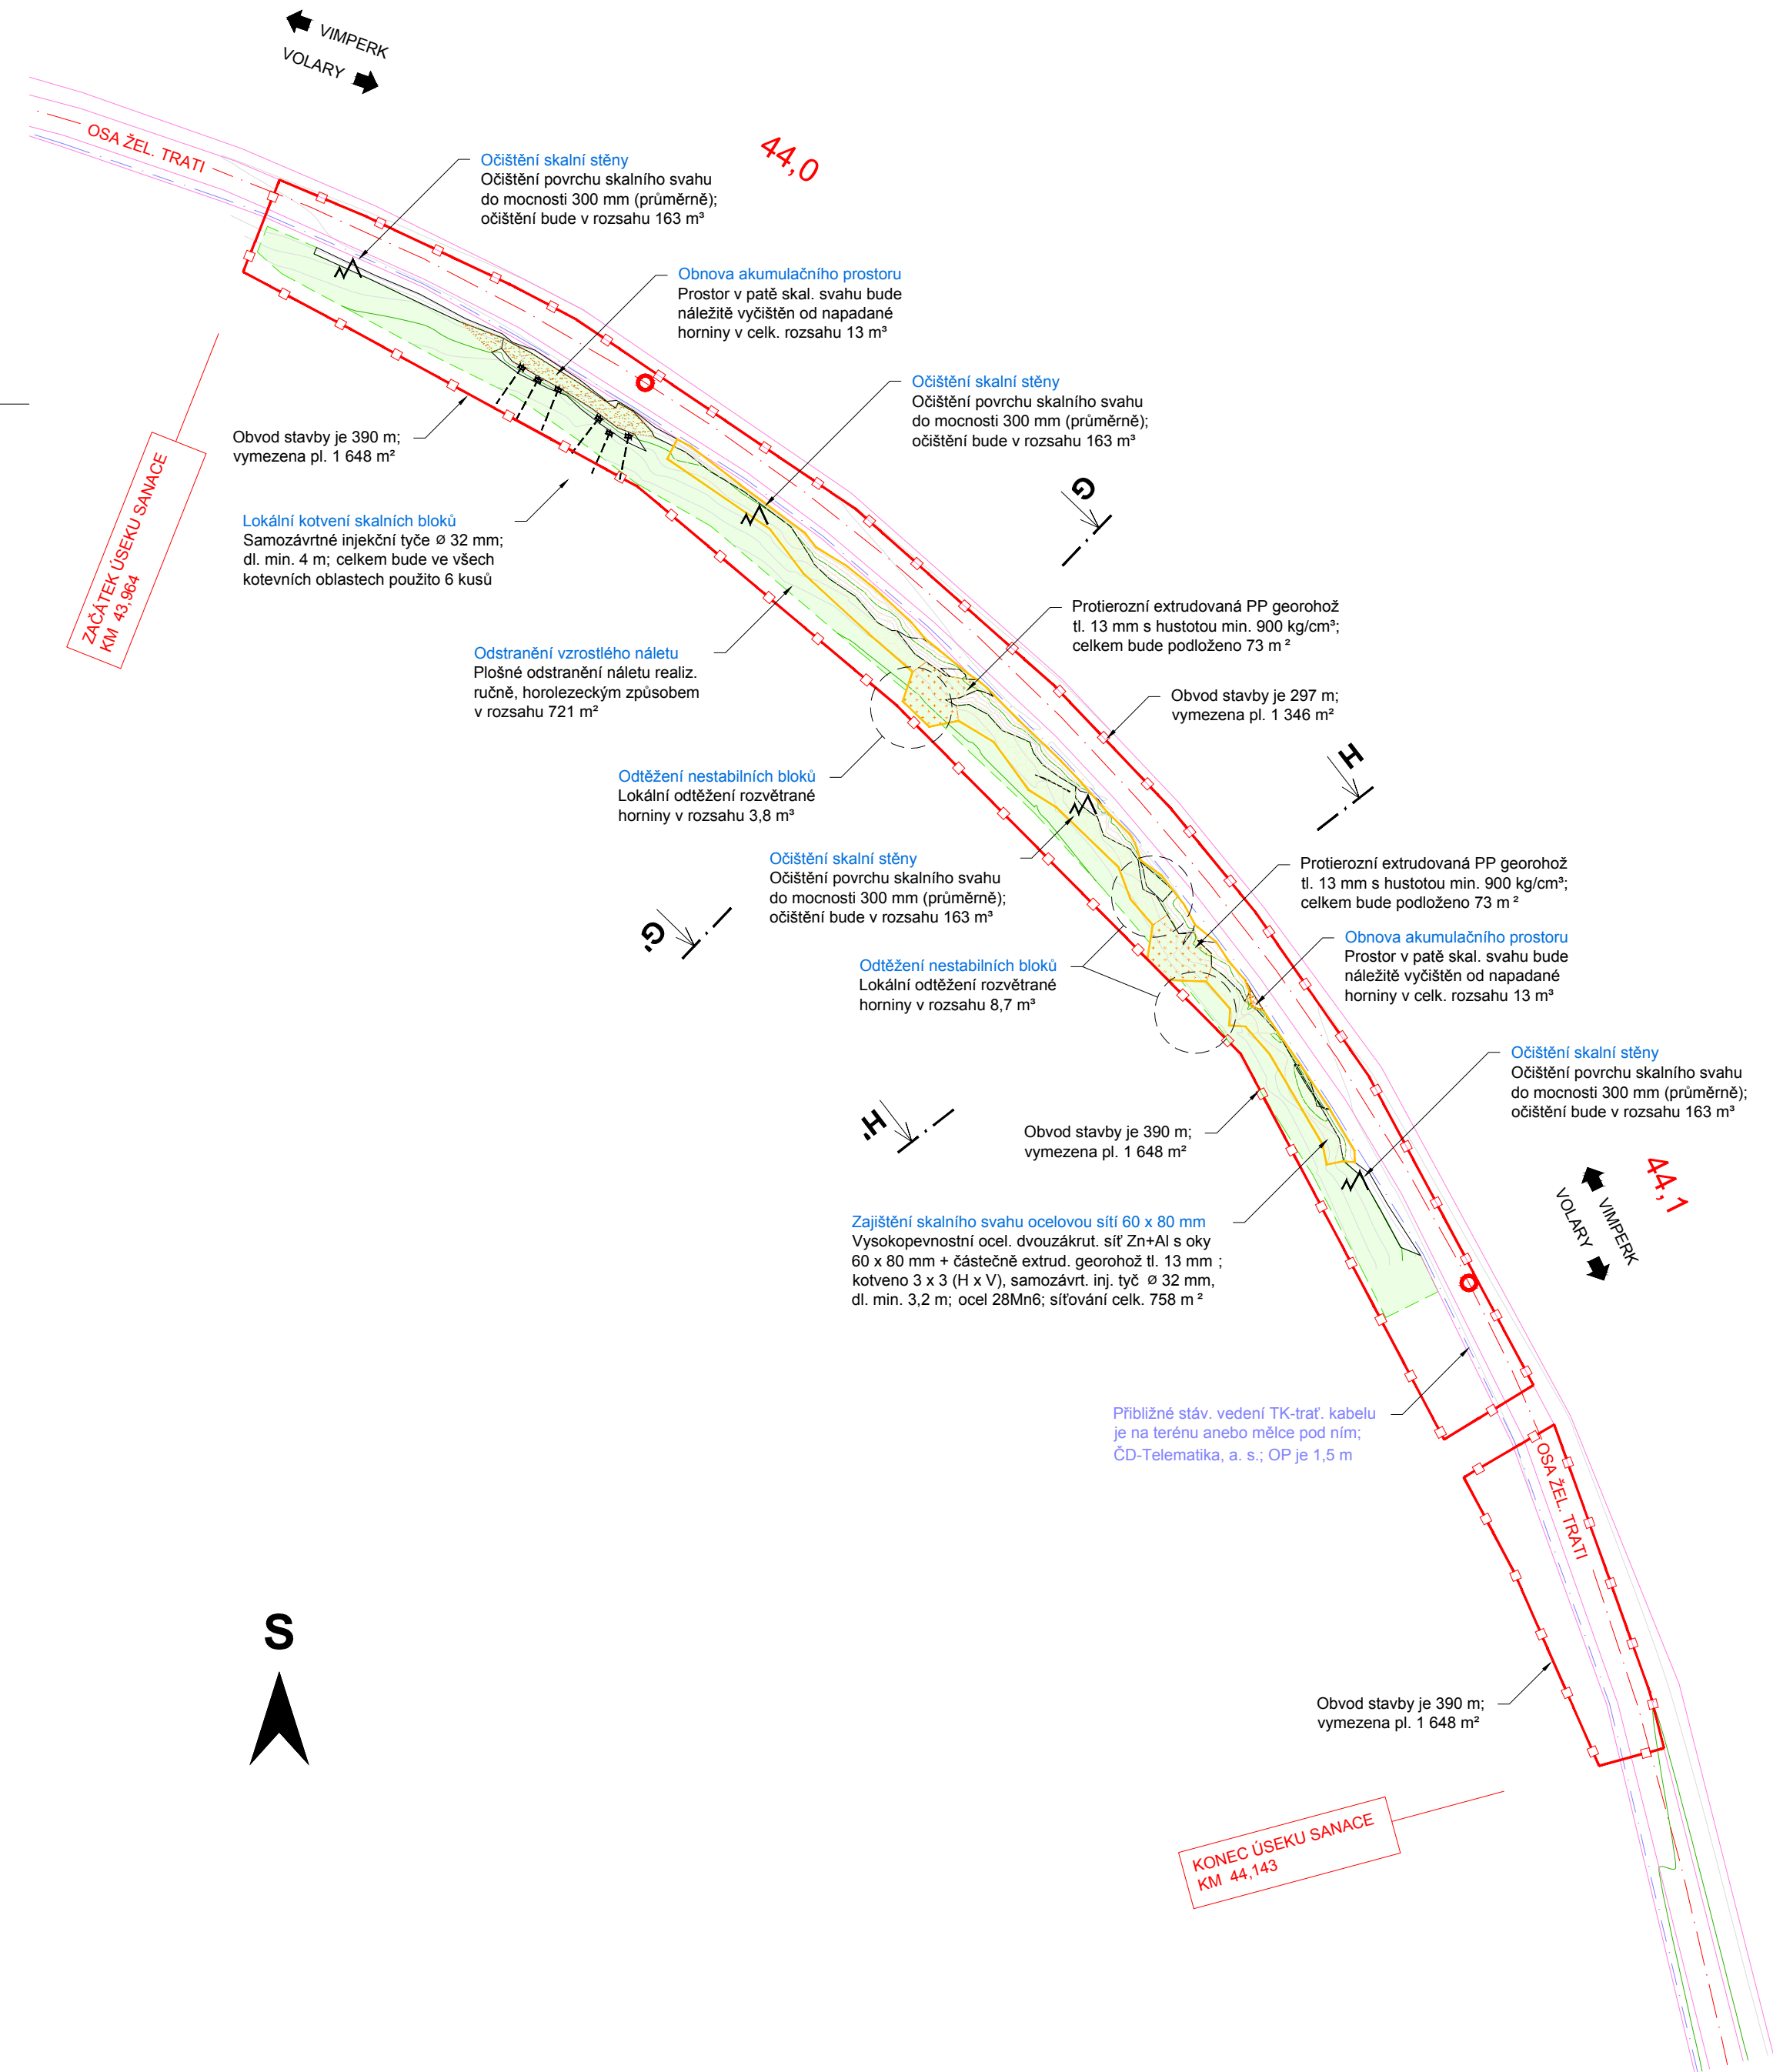 VIMPERK
VOLARY
OSA ŽEL. TRATI
44,0
Očištění skalní stěny
Očištění povrchu skalního svahu
do mocnosti 300 mm (průměrně);
očištění bude v rozsahu 163 m³
Obnova akumulačního prostoru
Prostor v patě skal. svahu bude
náležitě vyčištěn od napadané
horniny v celk. rozsahu 13 m³
Očištění skalní stěny
Očištění povrchu skalního svahu
do mocnosti 300 mm (průměrně);
očištění bude v rozsahu 163 m³
Obvod stavby je 390 m;
vymezena pl. 1 648 m²
ZAČÁTEK ÚSEKU SANACE
KM 43,964
Lokální kotvení skalních bloků
Samozávrtné injekční tyče Ø 32 mm;
dl. min. 4 m; celkem bude ve všech
kotevních oblastech použito 6 kusů
G
Protierozní extrudovaná PP georohož
tl. 13 mm s hustotou min. 900 kg/cm³;
celkem bude podloženo 73 m²
Odstranění vzrostlého náletu
Plošné odstranění náletu realiz.
ručně, horolezeckým způsobem
v rozsahu 721 m²
Obvod stavby je 297 m;
vymezena pl. 1 346 m²
H
Odtěžení nestabilních bloků
Lokální odtěžení rozvětrané
horniny v rozsahu 3,8 m³
Očištění skalní stěny
Očištění povrchu skalního svahu
do mocnosti 300 mm (průměrně);
očištění bude v rozsahu 163 m³
Protierozní extrudovaná PP georohož
tl. 13 mm s hustotou min. 900 kg/cm³;
celkem bude podloženo 73 m²
G'
Obnova akumulačního prostoru
Prostor v patě skal. svahu bude
náležitě vyčištěn od napadané
horniny v celk. rozsahu 13 m³
Odtěžení nestabilních bloků
Lokální odtěžení rozvětrané
horniny v rozsahu 8,7 m³
Očištění skalní stěny
Očištění povrchu skalního svahu
do mocnosti 300 mm (průměrně);
očištění bude v rozsahu 163 m³
H'
Obvod stavby je 390 m;
vymezena pl. 1 648 m²
44,1
VIMPERK
VOLARY
Zajištění skalního svahu ocelovou sítí 60 x 80 mm
Vysokopevnostní ocel. dvouzákrut. síť Zn+Al s oky
60 x 80 mm + částečně extrud. georohož tl. 13 mm ;
kotveno 3 x 3 (H x V), samozávrt. inj. tyč Ø 32 mm,
dl. min. 3,2 m; ocel 28Mn6; síťování celk. 758 m²
Přibližné stáv. vedení TK-trať. kabelu
je na terénu anebo mělce pod ním;
ČD-Telematika, a. s.; OP je 1,5 m
OSA ŽEL. TRATI
S
Obvod stavby je 390 m;
vymezena pl. 1 648 m²
KONEC ÚSEKU SANACE
KM 44,143